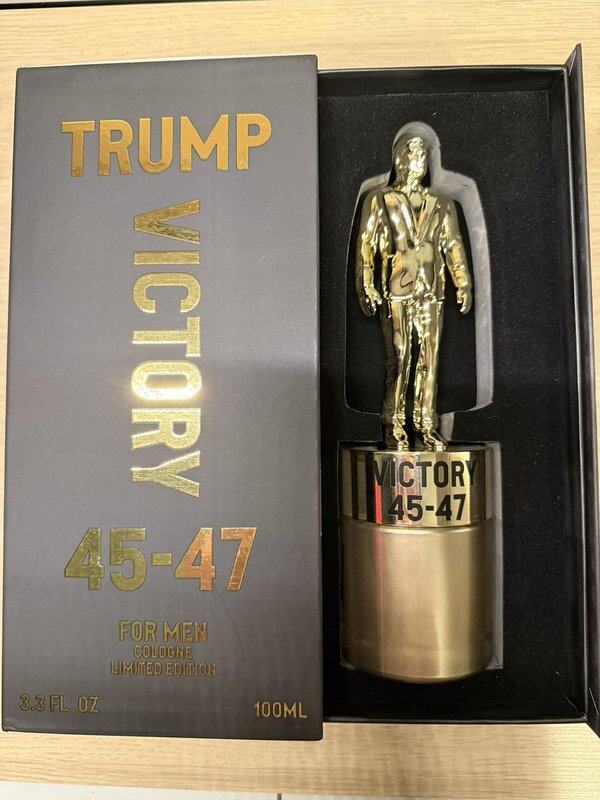 TRUMP
VICTORY
45-47
FOR MEN
COLOGNE
LIMITED EDITION
3.3 FL OZ
100ML
VICTORY
45-47